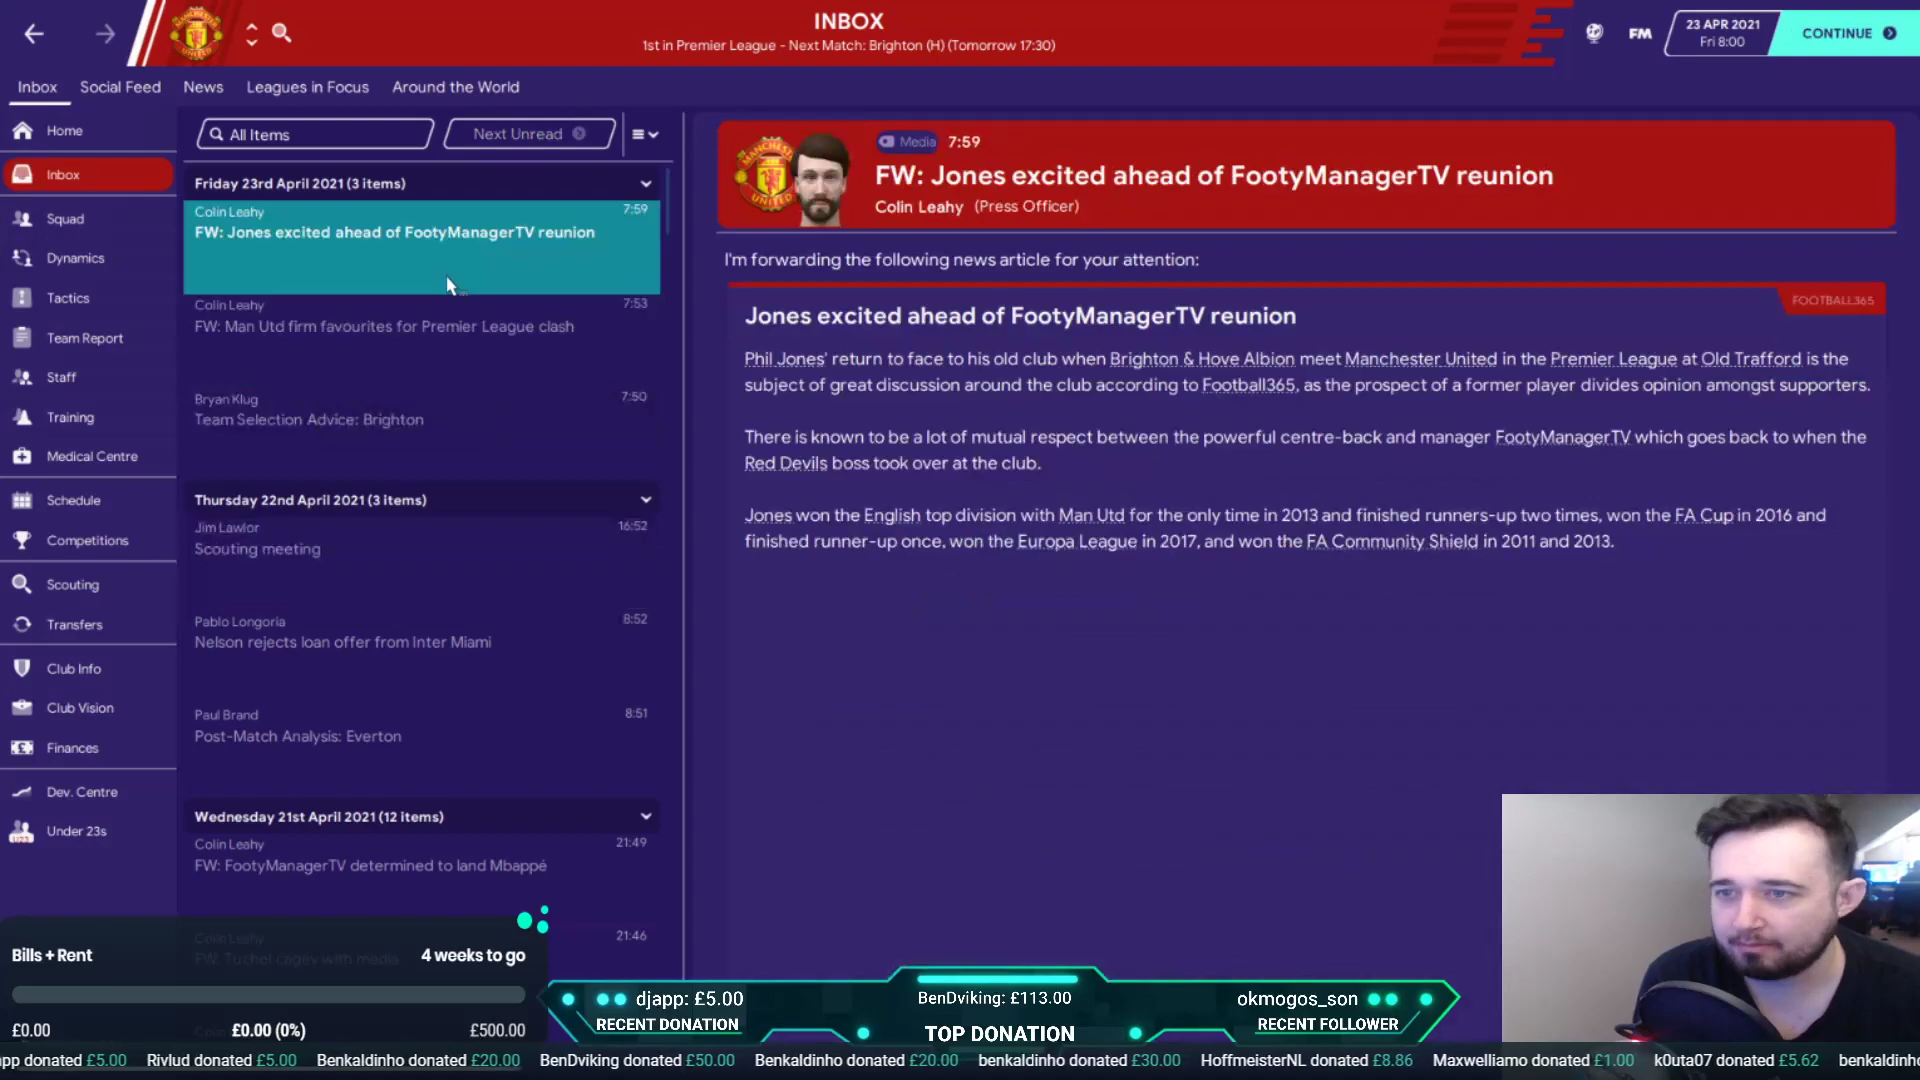 INBOX
1st in Premier League - Next Match: Brighton (H) (Tomorrow 17:30)
FM
23 APR 2021
Fri 8:00
CONTINUE
Inbox
Social Feed
News
Leagues in Focus
Around the World
Home
Inbox
Squad
Dynamics
Tactics
Team Report
Staff
Training
Medical Centre
Schedule
Competitions
Scouting
Transfers
Club Info
Club Vision
Finances
Dev. Centre
Under 23s
All Items
Next Unread
Friday 23rd April 2021 (3 items)
Colin Leahy 7:59
FW: Jones excited ahead of FootyManagerTV reunion
Colin Leahy 7:53
FW: Man Utd firm favourites for Premier League clash
Bryan Klug 7:50
Team Selection Advice: Brighton
Thursday 22nd April 2021 (3 items)
Jim Lawlor 16:52
Scouting meeting
Pablo Longoria 8:52
Nelson rejects loan offer from Inter Miami
Paul Brand 8:51
Post-Match Analysis: Everton
Wednesday 21st April 2021 (12 items)
Colin Leahy 21:49
FW: FootyManagerTV determined to land Mbappé
Colin Leahy 21:46
FW: Tuchel cagey with media
Media 7:59
FW: Jones excited ahead of FootyManagerTV reunion
Colin Leahy (Press Officer)
I'm forwarding the following news article for your attention:
FOOTBALL365
Jones excited ahead of FootyManagerTV reunion
Phil Jones' return to face to his old club when Brighton & Hove Albion meet Manchester United in the Premier League at Old Trafford is the
subject of great discussion around the club according to Football365, as the prospect of a former player divides opinion amongst supporters.
There is known to be a lot of mutual respect between the powerful centre-back and manager FootyManagerTV which goes back to when the
Red Devils boss took over at the club.
Jones won the English top division with Man Utd for the only time in 2013 and finished runners-up two times, won the FA Cup in 2016 and
finished runner-up once, won the Europa League in 2017, and won the FA Community Shield in 2011 and 2013.
Bills + Rent
4 weeks to go
£0.00
£0.00 (0%)
£500.00
djapp: £5.00
RECENT DONATION
BenDviking: £113.00
TOP DONATION
okmogos_son
RECENT FOLLOWER
app donated £5.00 Rivlud donated £5.00 Benkaldinho donated £20.00 BenDviking donated £50.00 Benkaldinho donated £20.00 benkaldinho donated £30.00 HoffmeisterNL donated £8.86 Maxwelliamo donated £1.00 k0uta07 donated £5.62 benkaldinho